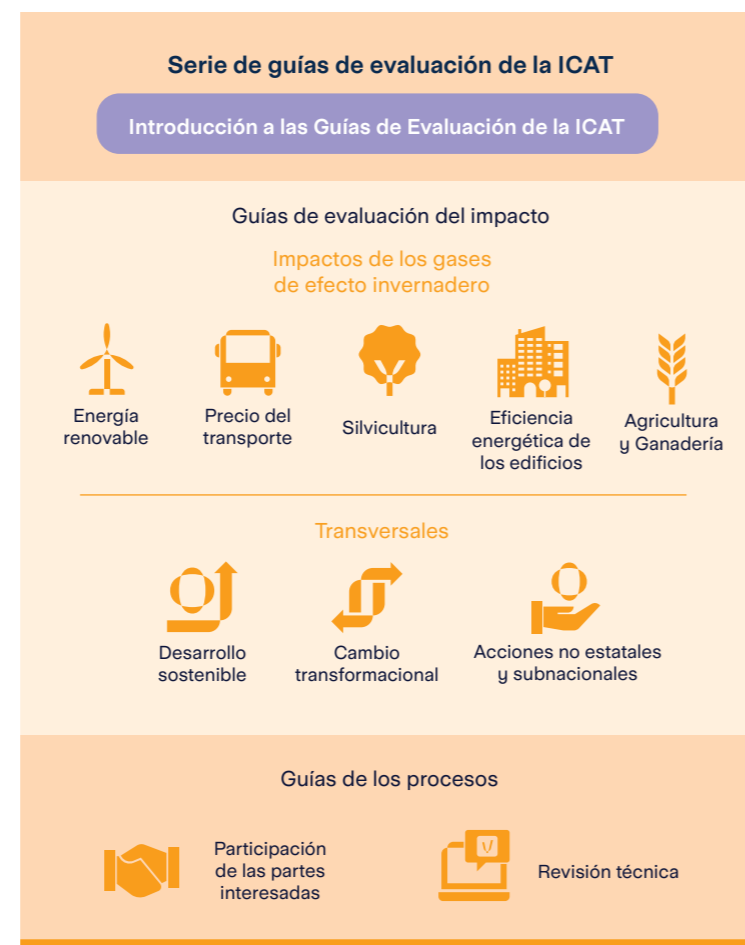 Serie de guías de evaluación de la ICAT
Introducción a las Guías de Evaluación de la ICAT
Guías de evaluación del impacto
Impactos de los gases
de efecto invernadero
Energía
renovable
Precio del
transporte
Silvicultura
Eficiencia
energética de
los edificios
Agricultura
y Ganadería
Transversales
Desarrollo
sostenible
Cambio
transformacional
Acciones no estatales
y subnacionales
Guías de los procesos
Participación
de las partes
interesadas
Revisión técnica